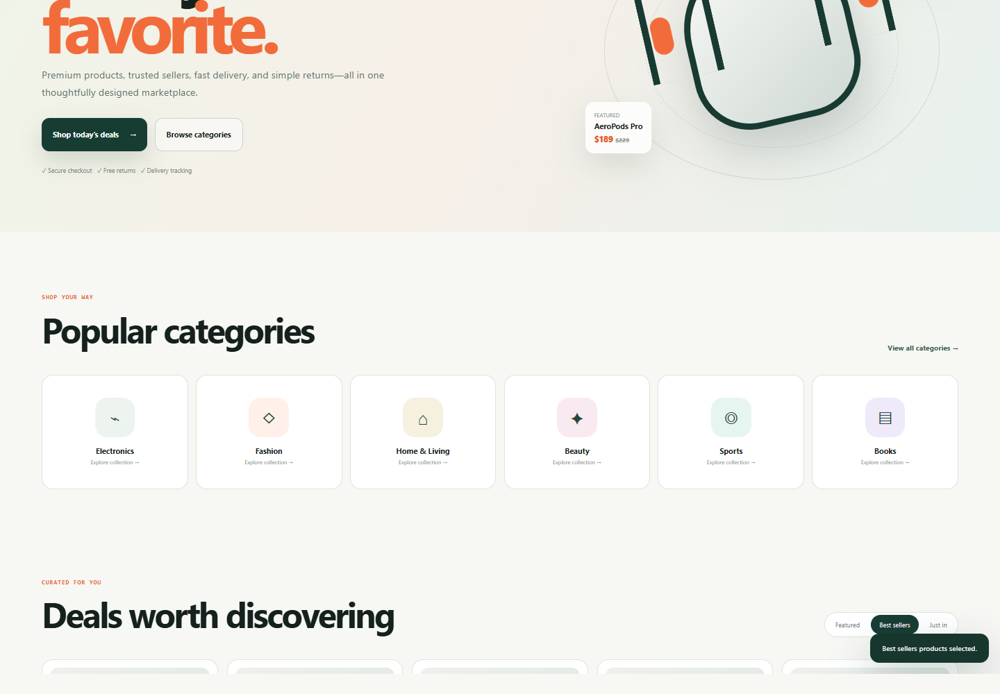 favorite.
Premium products, trusted sellers, fast delivery, and simple returns—all in one
thoughtfully designed marketplace.
Shop today's deals →
Browse categories
✓ Secure checkout ✓ Free returns ✓ Delivery tracking
FEATURED
AeroPods Pro
$189 $229
SHOP YOUR WAY
Popular categories
View all categories →
Electronics
Explore collection →
Fashion
Explore collection →
Home & Living
Explore collection →
Beauty
Explore collection →
Sports
Explore collection →
Books
Explore collection →
CURATED FOR YOU
Deals worth discovering
Featured
Best sellers
Just in
Best sellers products selected.